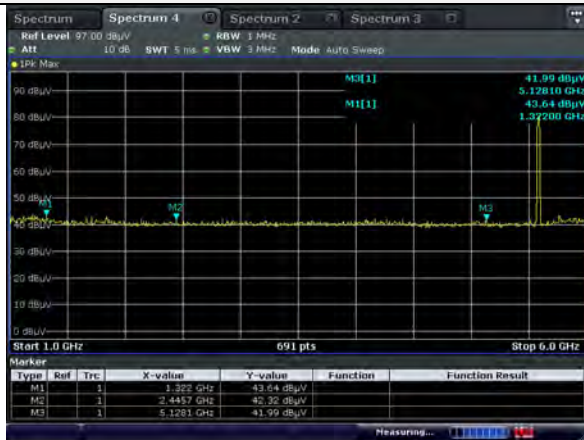 Spectrum Spectrum 4 Spectrum 2 Spectrum 3
Ref Level 97.00 dBµV RBW 1 MHz
Att 10 dB SWT 5 ms VBW 3 MHz Mode Auto Sweep
1Pk Max
M3[1] 41.99 dBµV
5.12810 GHz
90 dBµV
M1[1] 43.64 dBµV
80 dBµV
1.32200 GHz
70 dBµV
60 dBµV
50 dBµV
M1 M2 M3
40 dBµV
30 dBµV
20 dBµV
10 dBµV
0 dBµV
Start 1.0 GHz 691 pts Stop 6.0 GHz
Marker
Type Ref Trc X-value Y-value Function Function Result
M1 1 1.322 GHz 43.64 dBµV
M2 1 2.4457 GHz 42.32 dBµV
M3 1 5.1281 GHz 41.99 dBµV
Measuring...